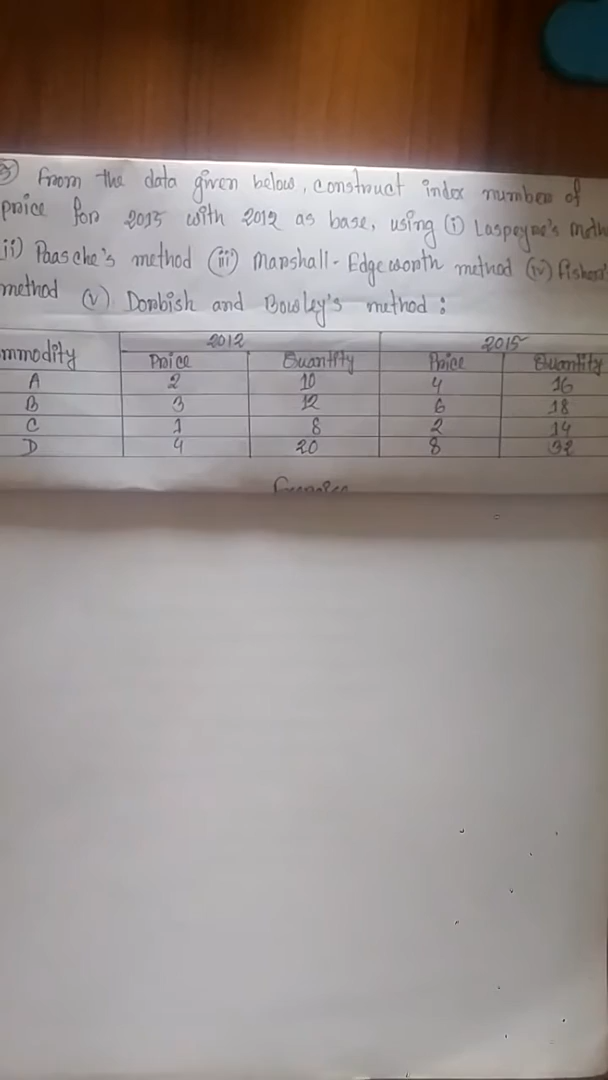 From the data given below, construct index number of
price for 2015 with 2012 as base, using (i) Laspeyre's
ii) Paasche's method (iii) Marshall-Edgeworth method (iv) Fisher's
method (v) Dorbish and Bowley's method :
mmodity 2012 2015
Price Quantity Price Quantity
A 2 10 4 16
B 3 12 6 18
C 1 8 2 14
D 4 20 8 32